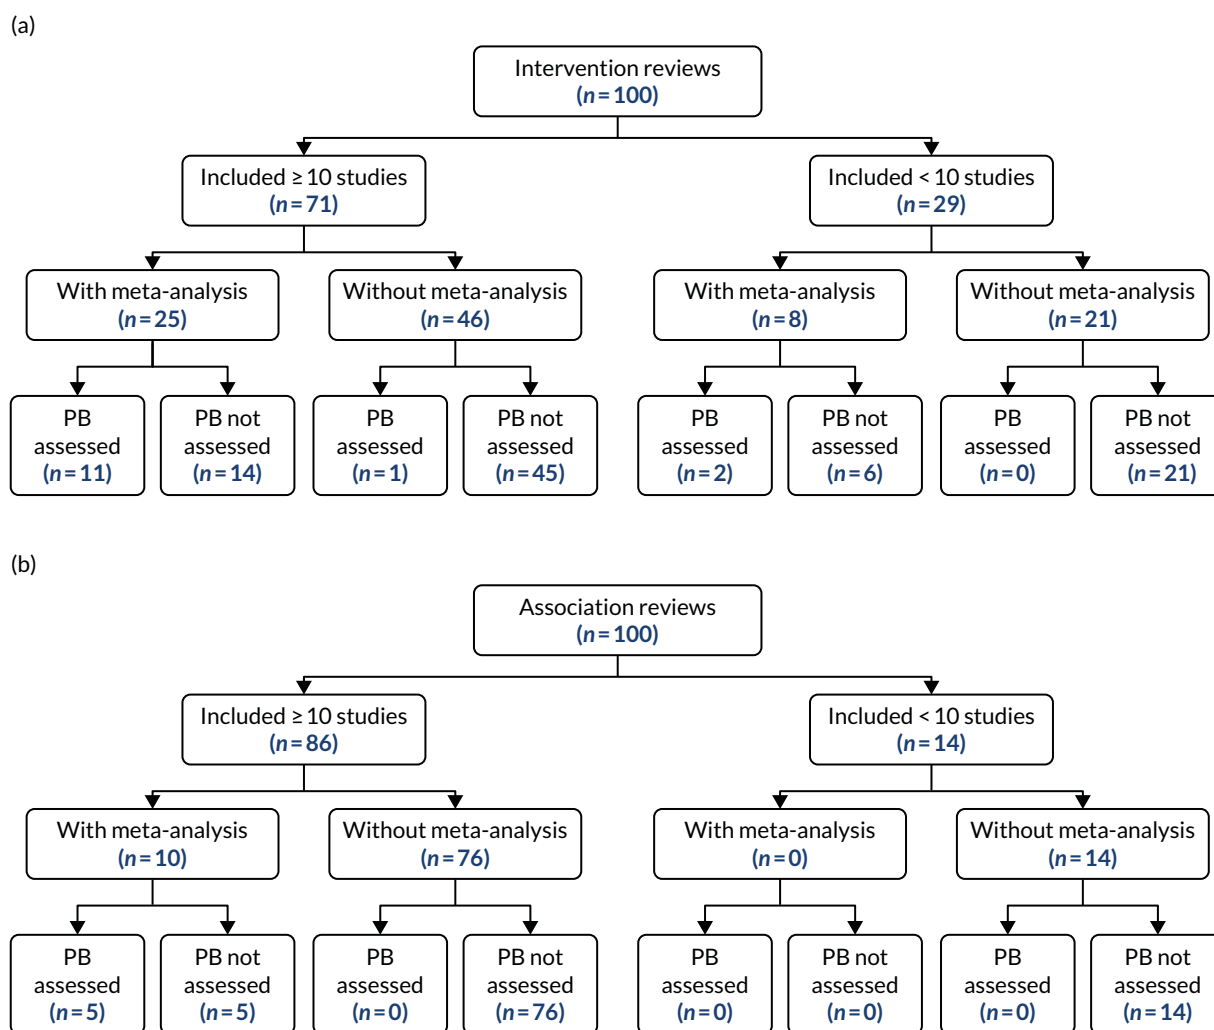 (a)
Intervention reviews
(n=100)
Included ≥ 10 studies
(n=71)
Included < 10 studies
(n=29)
With meta-analysis
(n=25)
Without meta-analysis
(n=46)
With meta-analysis
(n=8)
Without meta-analysis
(n=21)
PB
assessed
(n=11)
PB not
assessed
(n=14)
PB
assessed
(n=1)
PB not
assessed
(n=45)
PB
assessed
(n=2)
PB not
assessed
(n=6)
PB
assessed
(n=0)
PB not
assessed
(n=21)
(b)
Association reviews
(n=100)
Included ≥ 10 studies
(n=86)
Included < 10 studies
(n=14)
With meta-analysis
(n=10)
Without meta-analysis
(n=76)
With meta-analysis
(n=0)
Without meta-analysis
(n=14)
PB
assessed
(n=5)
PB not
assessed
(n=5)
PB
assessed
(n=0)
PB not
assessed
(n=76)
PB
assessed
(n=0)
PB not
assessed
(n=0)
PB
assessed
(n=0)
PB not
assessed
(n=14)